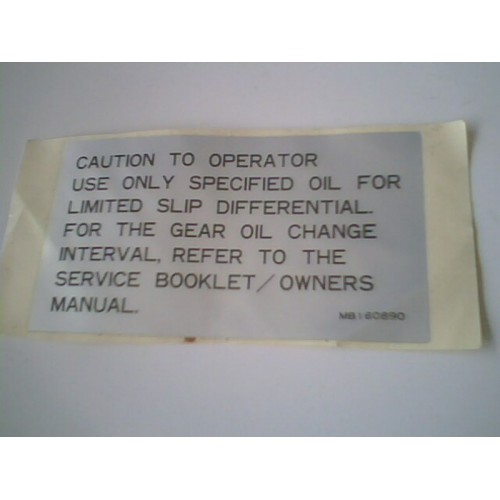 CAUTION TO OPERATOR
USE ONLY SPECIFIED OIL FOR
LIMITED SLIP DIFFERENTIAL.
FOR THE GEAR OIL CHANGE
INTERVAL, REFER TO THE
SERVICE BOOKLET/OWNERS
MANUAL.
MB160890